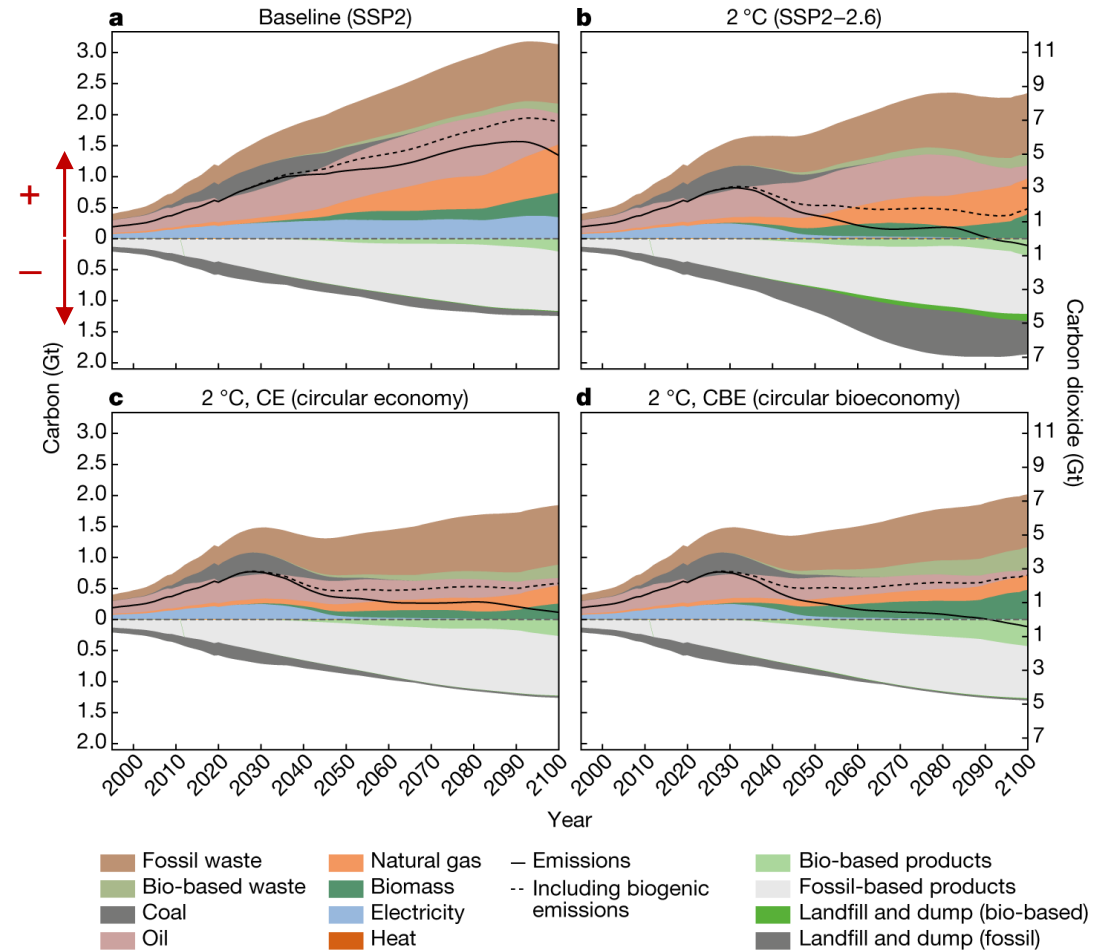 a Baseline (SSP2)
b 2 °C (SSP2–2.6)
3.0
2.5
2.0
1.5
1.0
0.5
0
0.5
1.0
1.5
2.0
+
–
11
9
7
5
3
1
1
3
5
7
Carbon (Gt)
Carbon dioxide (Gt)
c 2 °C, CE (circular economy)
d 2 °C, CBE (circular bioeconomy)
3.0
2.5
2.0
1.5
1.0
0.5
0
0.5
1.0
1.5
2.0
11
9
7
5
3
1
1
3
5
7
2000 2010 2020 2030 2040 2050 2060 2070 2080 2090 2100
2000 2010 2020 2030 2040 2050 2060 2070 2080 2090 2100
Year
Fossil waste
Bio-based waste
Coal
Oil
Natural gas
Biomass
Electricity
Heat
Emissions
Including biogenic
emissions
Bio-based products
Fossil-based products
Landfill and dump (bio-based)
Landfill and dump (fossil)